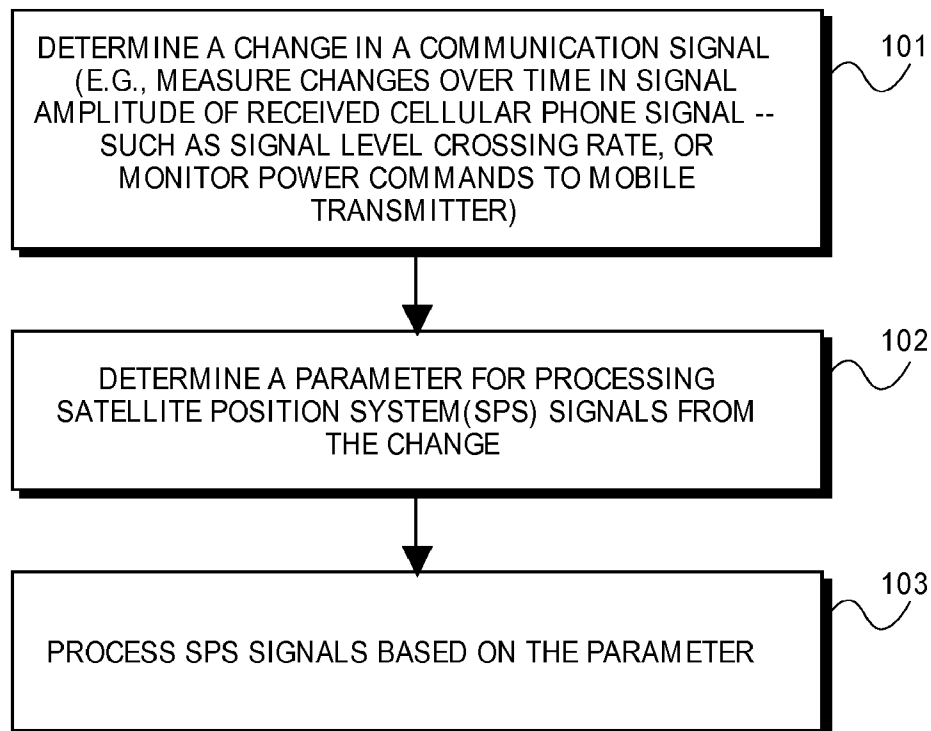 DETERMINE A CHANGE IN A COMMUNICATION SIGNAL
(E.G., MEASURE CHANGES OVER TIME IN SIGNAL
AMPLITUDE OF RECEIVED CELLULAR PHONE SIGNAL --
SUCH AS SIGNAL LEVEL CROSSING RATE, OR
MONITOR POWER COMMANDS TO MOBILE
TRANSMITTER)
101
DETERMINE A PARAMETER FOR PROCESSING
SATELLITE POSITION SYSTEM(SPS) SIGNALS FROM
THE CHANGE
102
PROCESS SPS SIGNALS BASED ON THE PARAMETER
103